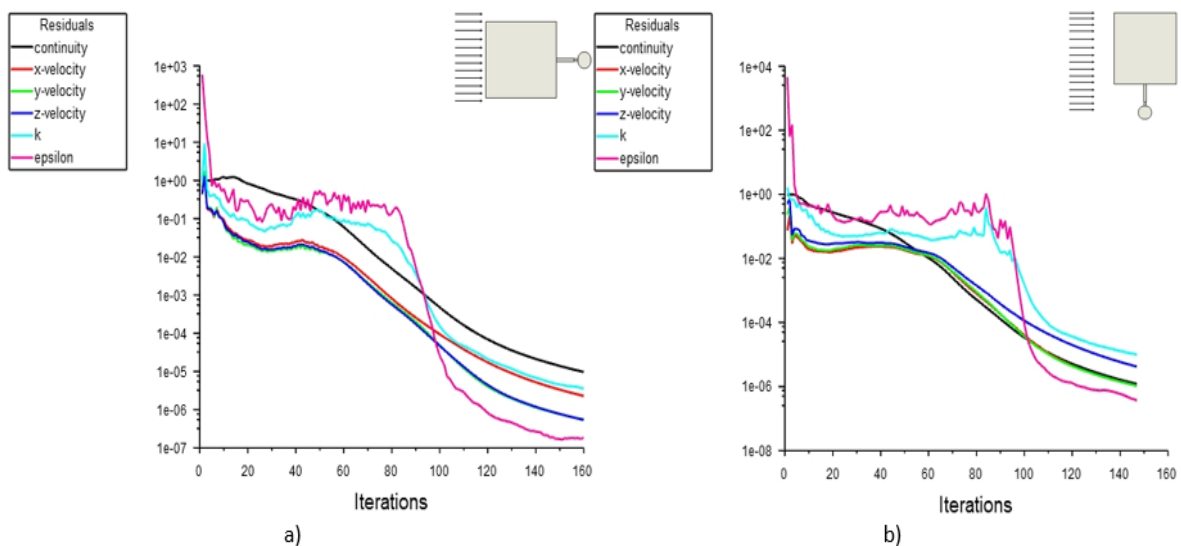 Residuals
continuity
x-velocity
y-velocity
z-velocity
k
epsilon
1e+03
1e+02
1e+01
1e+00
1e-01
1e-02
1e-03
1e-04
1e-05
1e-06
1e-07
0 20 40 60 80 100 120 140 160
Iterations
a)
Residuals
continuity
x-velocity
y-velocity
z-velocity
k
epsilon
1e+04
1e+02
1e+00
1e-02
1e-04
1e-06
1e-08
0 20 40 60 80 100 120 140 160
Iterations
b)